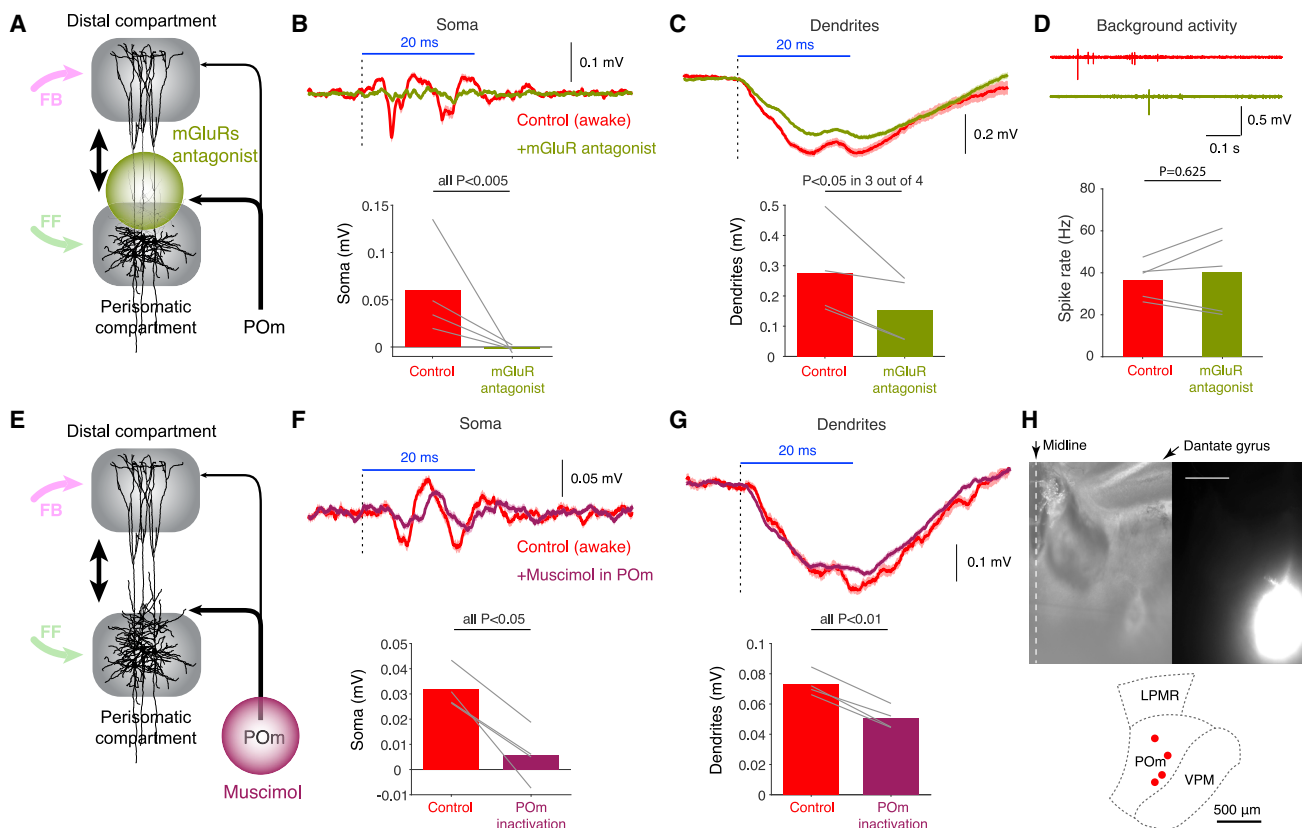 A
Distal compartment
FB
mGluRs
antagonist
FF
Perisomatic
compartment
POm
B
Soma
20 ms
0.1 mV
Control (awake)
+mGluR antagonist
all P<0.005
0.15
0.1
0.05
0
Soma (mV)
Control
mGluR
antagonist
C
Dendrites
20 ms
0.2 mV
P<0.05 in 3 out of 4
0.5
0.4
0.3
0.2
0.1
0
Dendrites (mV)
Control
mGluR
antagonist
D
Background activity
0.5 mV
0.1 s
P=0.625
80
60
40
20
0
Spike rate (Hz)
Control
mGluR
antagonist
E
Distal compartment
FB
FF
Perisomatic
compartment
POm
Muscimol
F
Soma
20 ms
0.05 mV
Control (awake)
+Muscimol in POm
all P<0.05
0.05
0.04
0.03
0.02
0.01
0
-0.01
Soma (mV)
Control
POm
inactivation
G
Dendrites
20 ms
0.1 mV
all P<0.01
0.1
0.08
0.06
0.04
0.02
0
Dendrites (mV)
Control
POm
inactivation
H
Midline
Dantate gyrus
LPMR
POm
VPM
500 µm